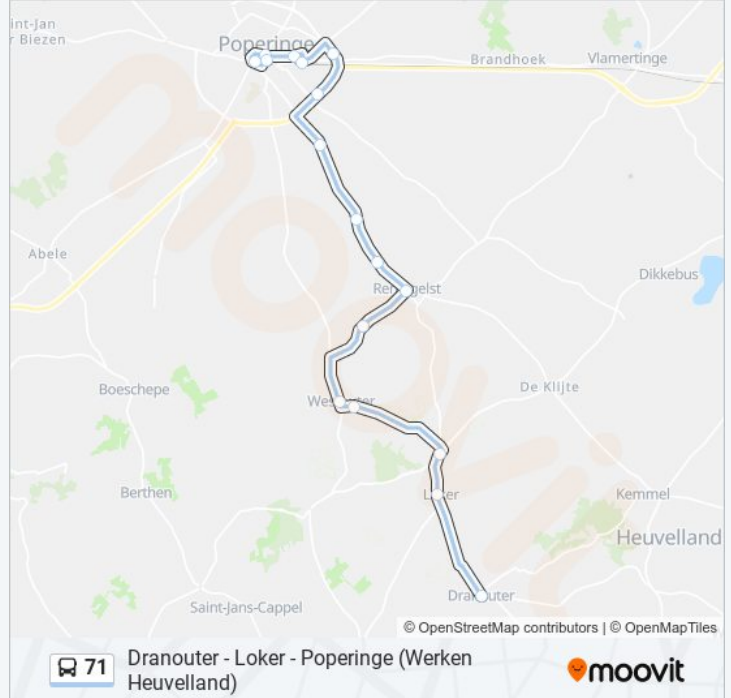 int-Jan
r Biezen
Poperinge
Brandhoek
Vlamertinge
Abele
Dikkebus
Boeschepe
De Klijte
Berthen
Kemmel
Heuvelland
Saint-Jans-Cappel
© OpenStreetMap contributors | © OpenMapTiles
71
Dranouter - Loker - Poperinge (Werken
Heuvelland)
moovit
moovit